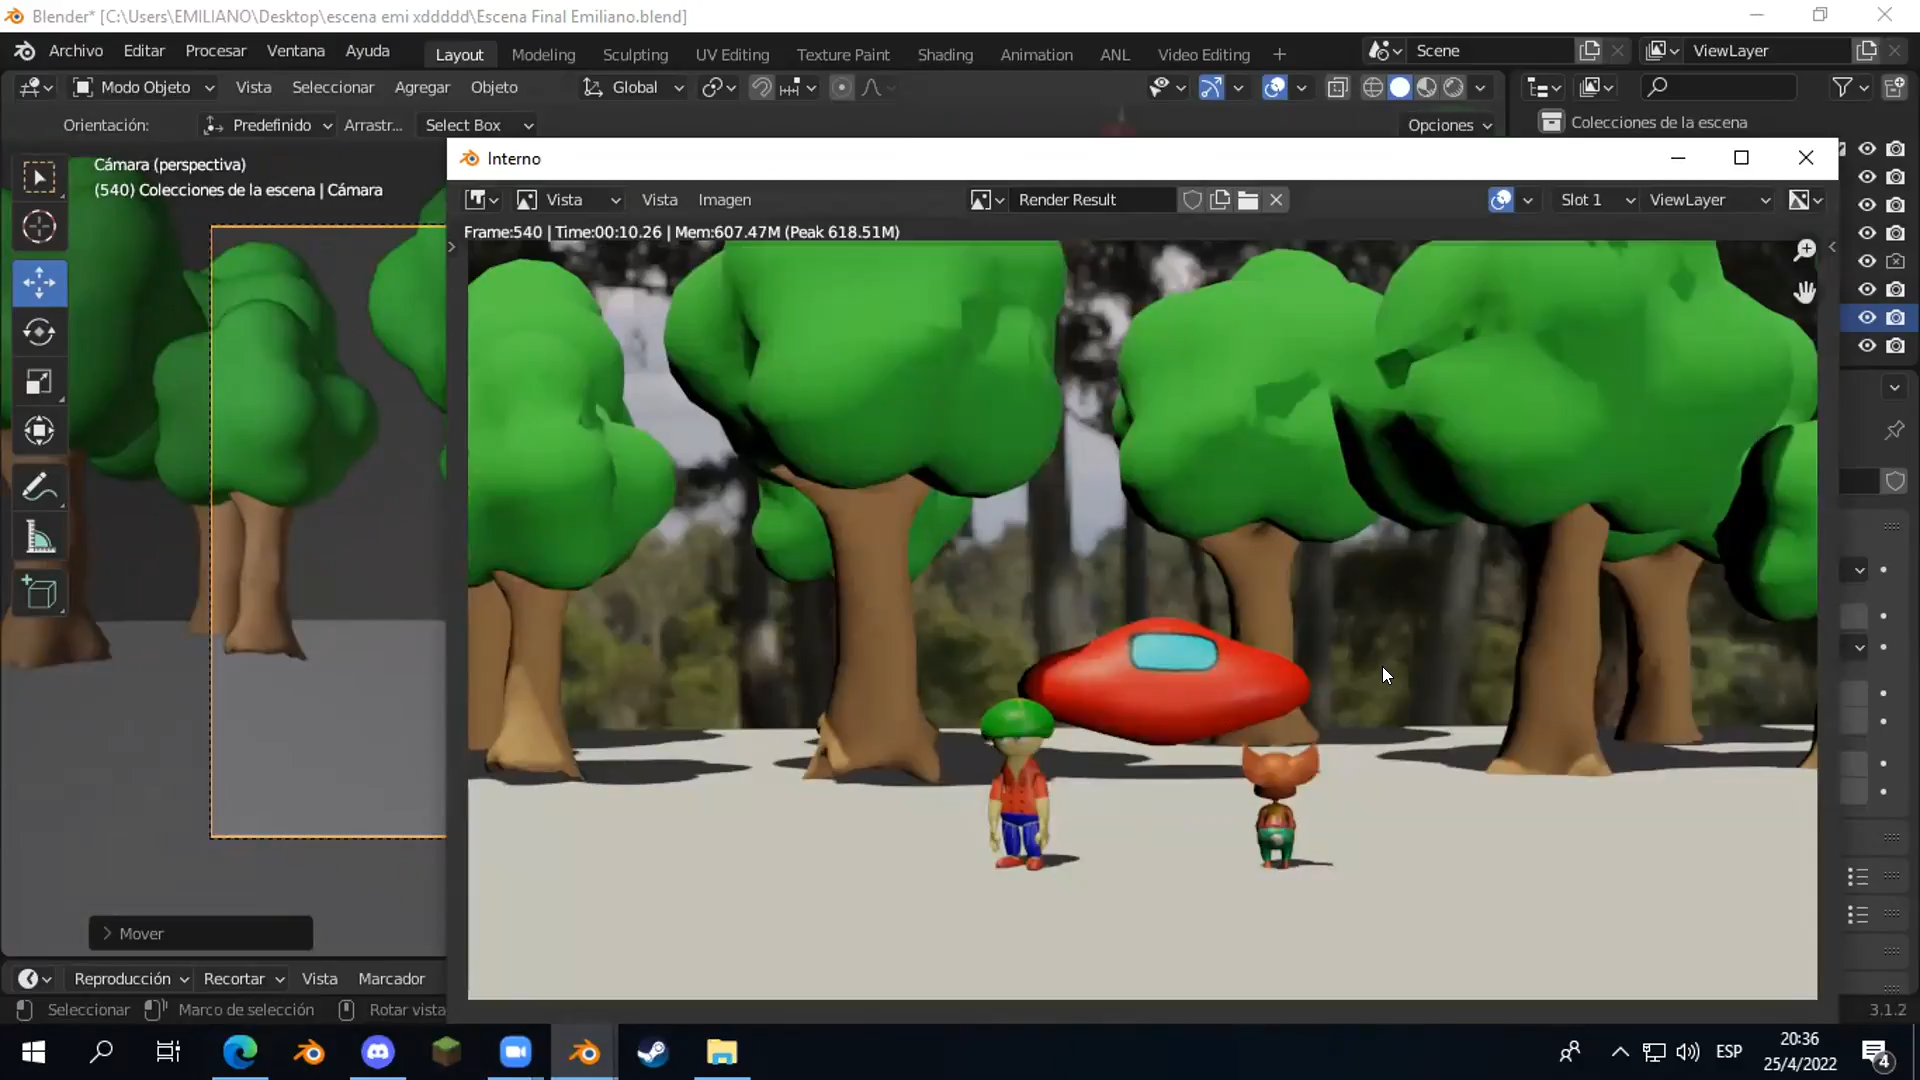 Blender* [C:\Users\EMILIANO\Desktop\escena emi xddddd\Escena Final Emiliano.blend]
Archivo Editar Procesar Ventana Ayuda Layout Modeling Sculpting UV Editing Texture Paint Shading Animation ANL Video Editing + Scene ViewLayer
Modo Objeto Vista Seleccionar Agregar Objeto Global
Orientación: Predefinido Arrastr... Select Box Opciones Colecciones de la escena
Cámara (perspectiva)
(540) Colecciones de la escena | Cámara
Interno
Vista Vista Imagen Render Result Slot 1 ViewLayer
Frame:540 | Time:00:10.26 | Mem:607.47M (Peak 618.51M)
Mover
Reproducción Recortar Vista Marcador
Seleccionar Marco de selección Rotar vista 3.1.2
ESP 20:36
25/4/2022 4